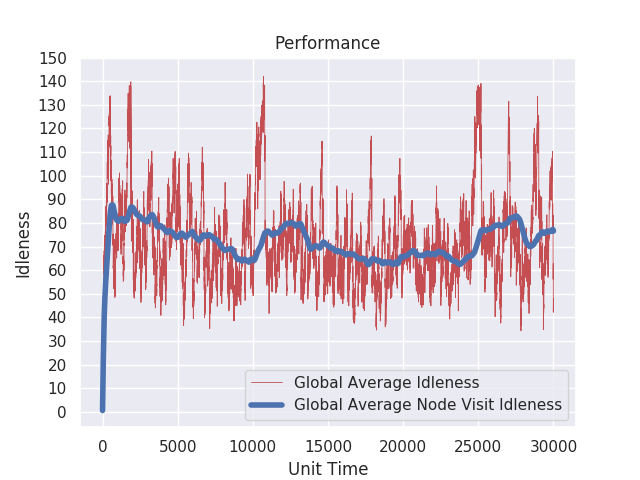 Performance
150
140
130
120
110
100
90
80
70
60
50
40
30
20
10
0
Idleness
Global Average Idleness
Global Average Node Visit Idleness
0 5000 10000 15000 20000 25000 30000
Unit Time